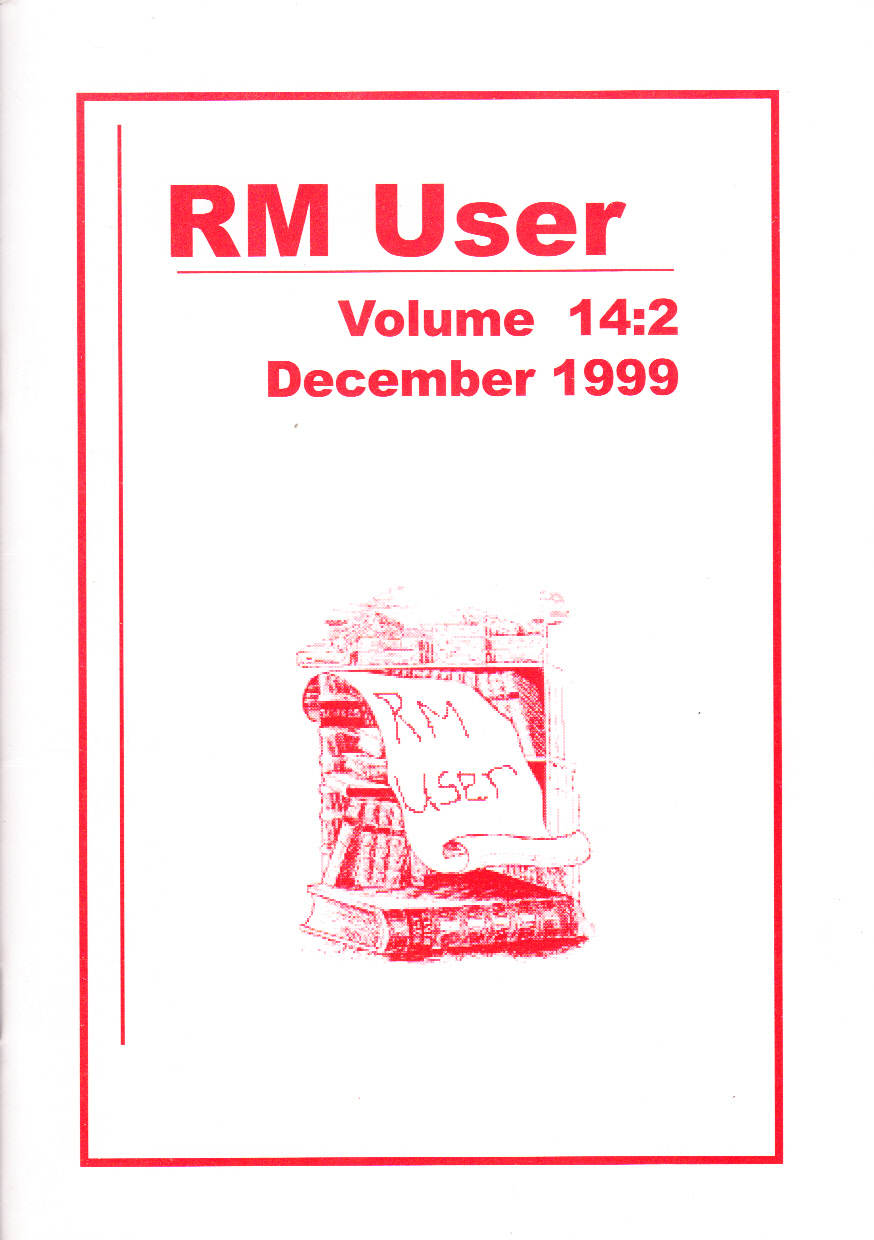 RM User
Volume 14:2
December 1999
RM
User